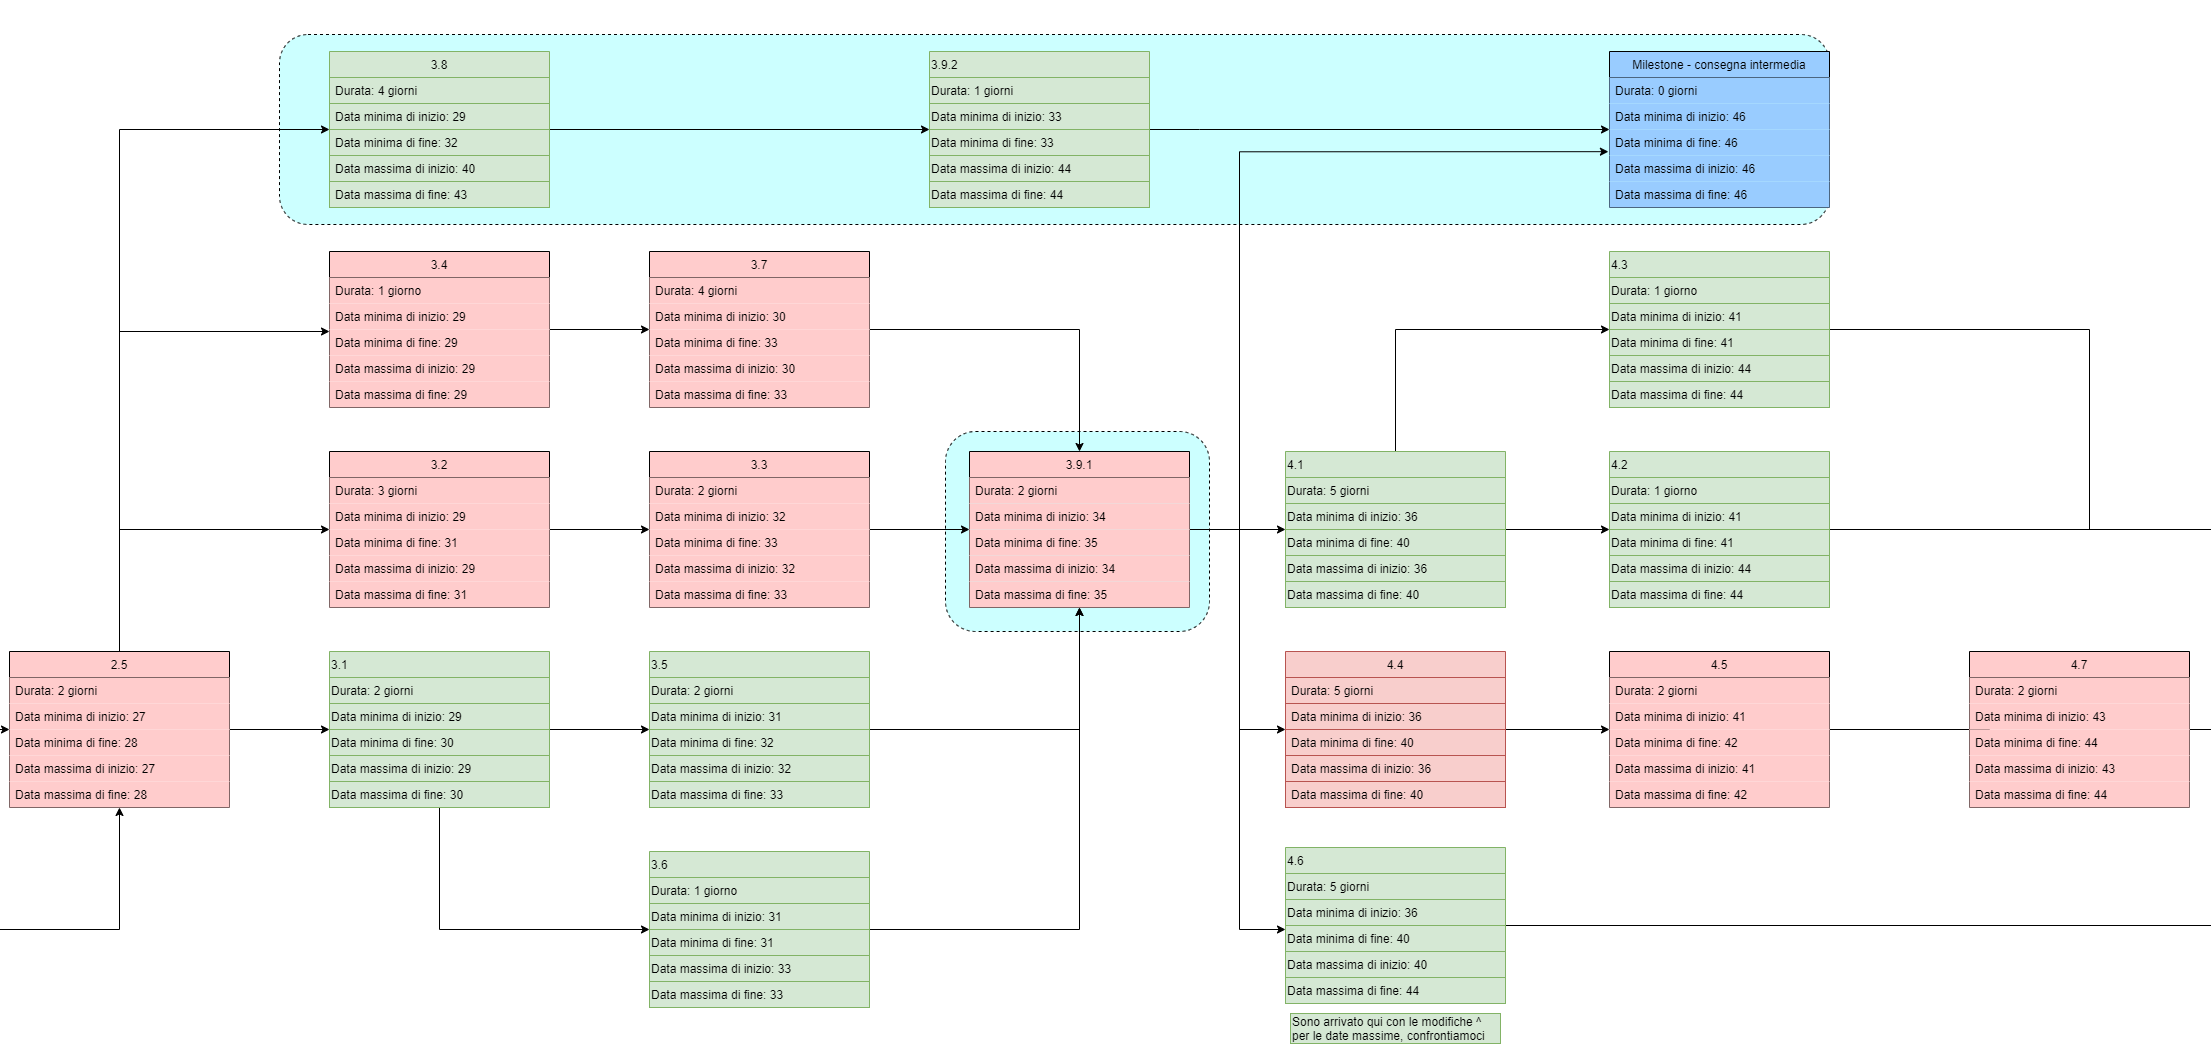 3.8
Durata: 4 giorni
Data minima di inizio: 29
Data minima di fine: 32
Data massima di inizio: 40
Data massima di fine: 43
3.9.2
Durata: 1 giorni
Data minima di inizio: 33
Data minima di fine: 33
Data massima di inizio: 44
Data massima di fine: 44
Milestone - consegna intermedia
Durata: 0 giorni
Data minima di inizio: 46
Data minima di fine: 46
Data massima di inizio: 46
Data massima di fine: 46
3.4
Durata: 1 giorno
Data minima di inizio: 29
Data minima di fine: 29
Data massima di inizio: 29
Data massima di fine: 29
3.7
Durata: 4 giorni
Data minima di inizio: 30
Data minima di fine: 33
Data massima di inizio: 30
Data massima di fine: 33
4.3
Durata: 1 giorno
Data minima di inizio: 41
Data minima di fine: 41
Data massima di inizio: 44
Data massima di fine: 44
3.2
Durata: 3 giorni
Data minima di inizio: 29
Data minima di fine: 31
Data massima di inizio: 29
Data massima di fine: 31
3.3
Durata: 2 giorni
Data minima di inizio: 32
Data minima di fine: 33
Data massima di inizio: 32
Data massima di fine: 33
3.9.1
Durata: 2 giorni
Data minima di inizio: 34
Data minima di fine: 35
Data massima di inizio: 34
Data massima di fine: 35
4.1
Durata: 5 giorni
Data minima di inizio: 36
Data minima di fine: 40
Data massima di inizio: 36
Data massima di fine: 40
4.2
Durata: 1 giorno
Data minima di inizio: 41
Data minima di fine: 41
Data massima di inizio: 44
Data massima di fine: 44
2.5
Durata: 2 giorni
Data minima di inizio: 27
Data minima di fine: 28
Data massima di inizio: 27
Data massima di fine: 28
3.1
Durata: 2 giorni
Data minima di inizio: 29
Data minima di fine: 30
Data massima di inizio: 29
Data massima di fine: 30
3.5
Durata: 2 giorni
Data minima di inizio: 31
Data minima di fine: 32
Data massima di inizio: 32
Data massima di fine: 33
4.4
Durata: 5 giorni
Data minima di inizio: 36
Data minima di fine: 40
Data massima di inizio: 36
Data massima di fine: 40
4.5
Durata: 2 giorni
Data minima di inizio: 41
Data minima di fine: 42
Data massima di inizio: 41
Data massima di fine: 42
4.7
Durata: 2 giorni
Data minima di inizio: 43
Data minima di fine: 44
Data massima di inizio: 43
Data massima di fine: 44
3.6
Durata: 1 giorno
Data minima di inizio: 31
Data minima di fine: 31
Data massima di inizio: 33
Data massima di fine: 33
4.6
Durata: 5 giorni
Data minima di inizio: 36
Data minima di fine: 40
Data massima di inizio: 40
Data massima di fine: 44
Sono arrivato qui con le modifiche ^
per le date massime, confrontiamoci